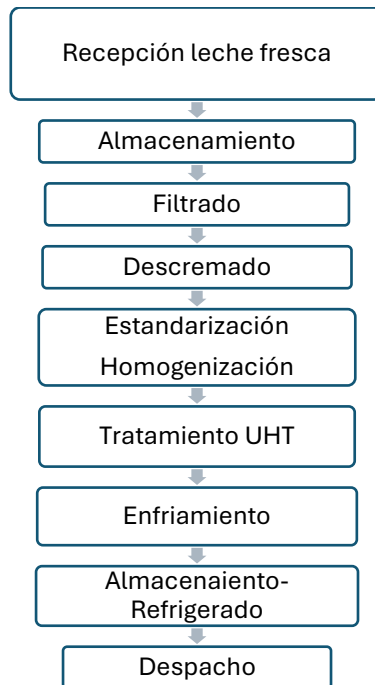 Recepción leche fresca
Almacenamiento
Filtrado
Descremado
Estandarización
Homogenización
Tratamiento UHT
Enfriamiento
Almacenaiento-
Refrigerado
Despacho